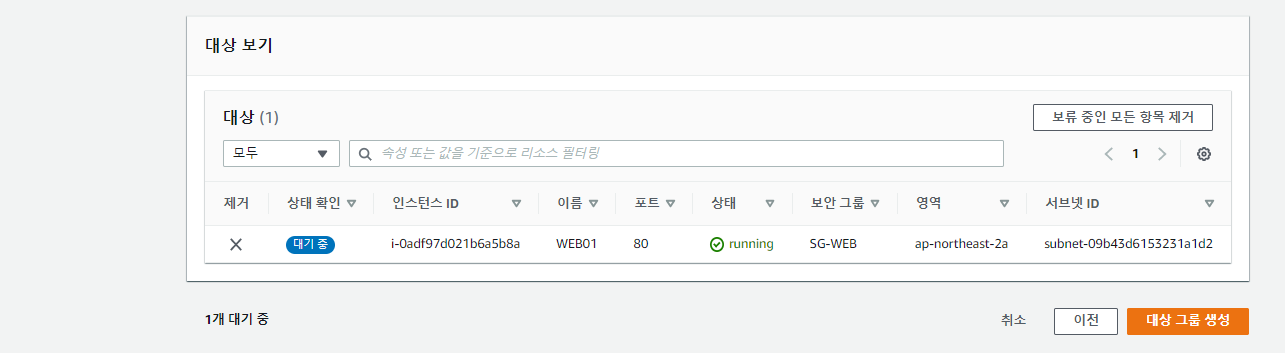 대상 보기
대상 (1)
보류 중인 모든 항목 제거
모두
속성 또는 값을 기준으로 리소스 필터링
1
제거 상태 확인 인스턴스 ID 이름 포트 상태 보안 그룹 영역 서브넷 ID
대기 중 i-0adf97d021b6a5b8a WEB01 80 running SG-WEB ap-northeast-2a subnet-09b43d6153231a1d2
1개 대기 중 취소 이전 대상 그룹 생성